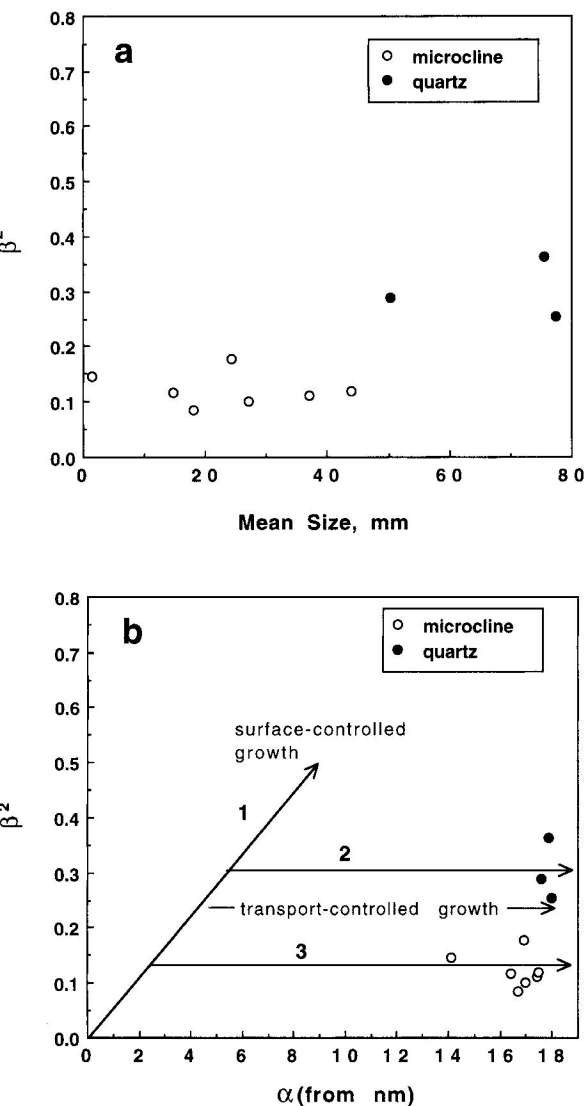 a
microcline
quartz
0.8
0.7
0.6
0.5
0.4
0.3
0.2
0.1
0.0
β²
0 20 40 60 80
Mean Size, mm
b
microcline
quartz
0.8
0.7
0.6
0.5
0.4
0.3
0.2
0.1
0.0
β²
surface-controlled
growth
1
2
transport-controlled growth
3
0 2 4 6 8 10 12 14 16 18
α(from nm)